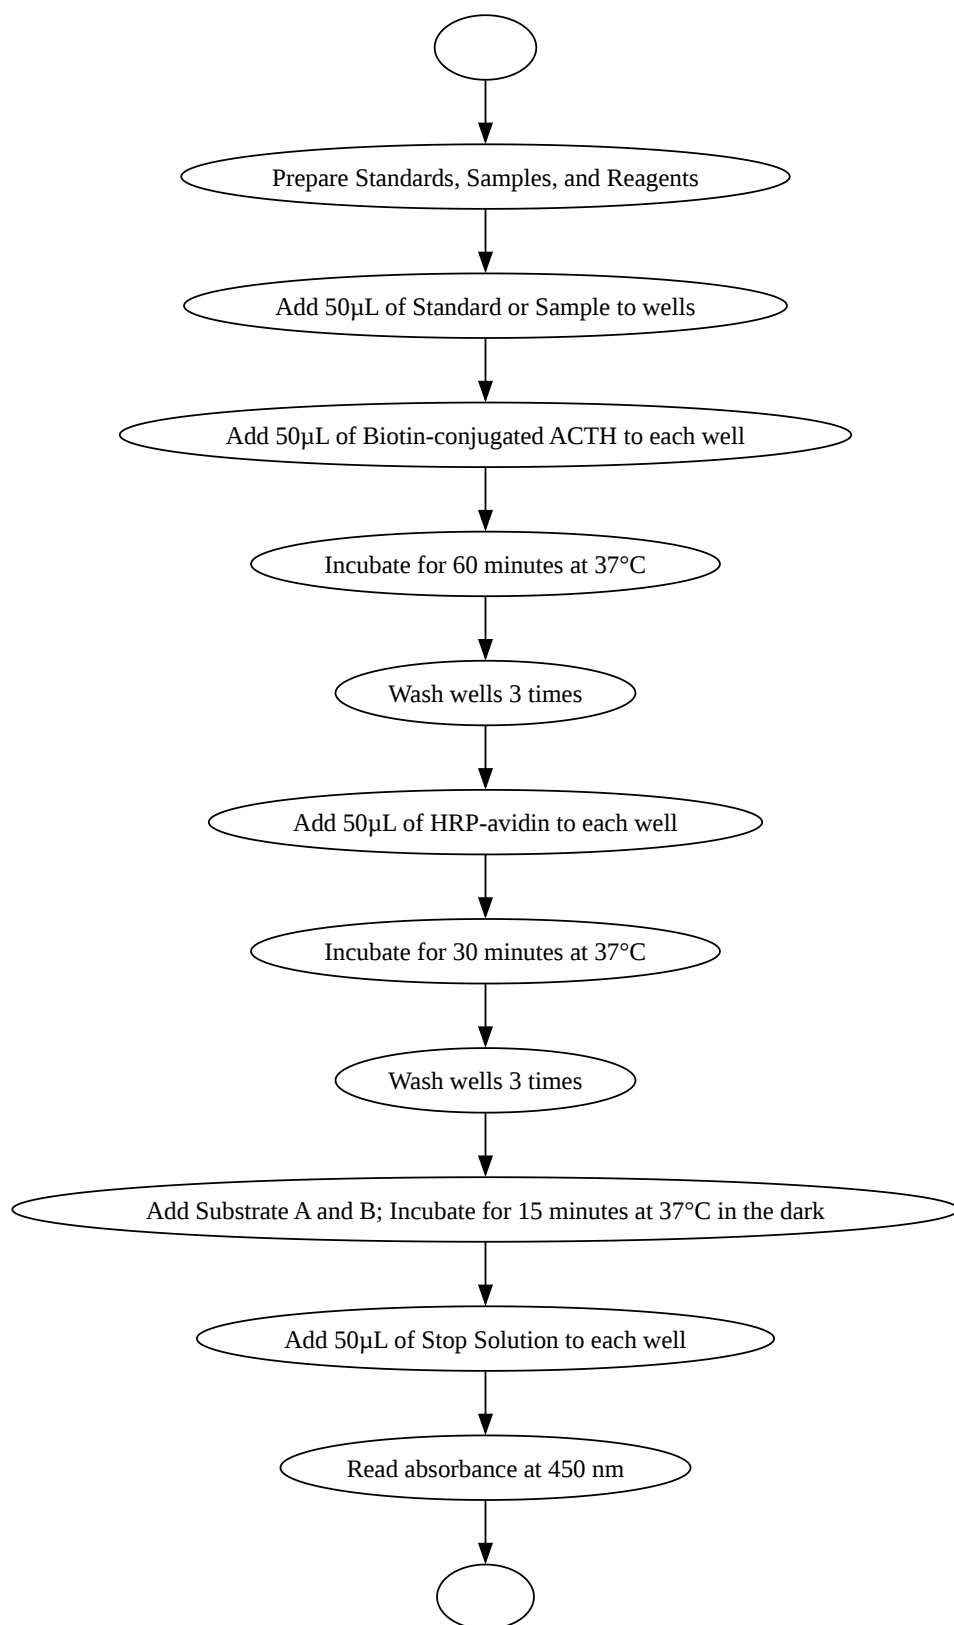 Prepare Standards, Samples, and Reagents
Add 50µL of Standard or Sample to wells
Add 50µL of Biotin-conjugated ACTH to each well
Incubate for 60 minutes at 37°C
Wash wells 3 times
Add 50µL of HRP-avidin to each well
Incubate for 30 minutes at 37°C
Wash wells 3 times
Add Substrate A and B; Incubate for 15 minutes at 37°C in the dark
Add 50µL of Stop Solution to each well
Read absorbance at 450 nm